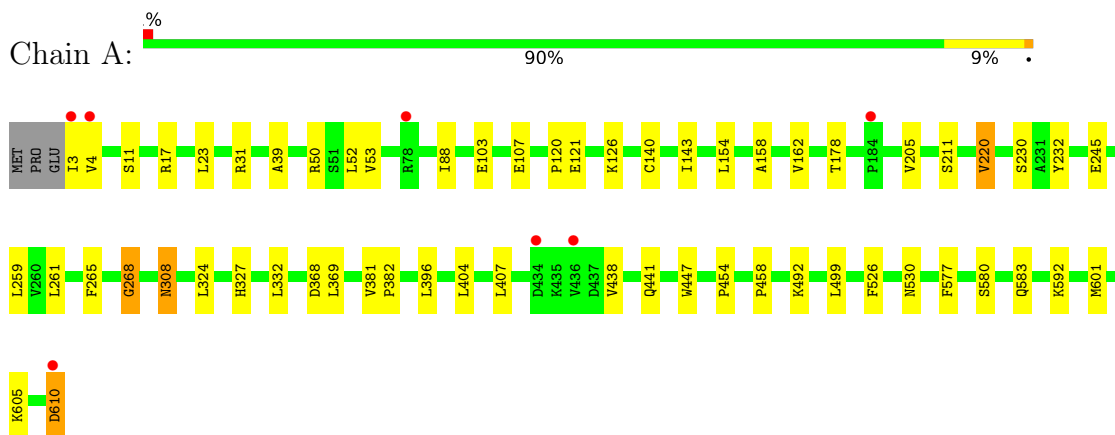 .%
Chain A:
90% 9% •
MET PRO GLU I3 V4 S11 R17 L23 R31 A39 R50 S51 L52 V53 R78 I88 E103 E107 P120 E121 K126 C140 I143 L154 A158 V162 T178 P184 V205 S211 V220 S230 A231 Y232 E245
L259 V260 L261 F265 G268 N308 L324 H327 L332 D368 L369 V381 P382 L396 L404 L407 D434 K435 V436 D437 V438 Q441 W447 P454 P458 K492 L499 F526 N530 F577 S580 Q583 K592 M601
K605 D610